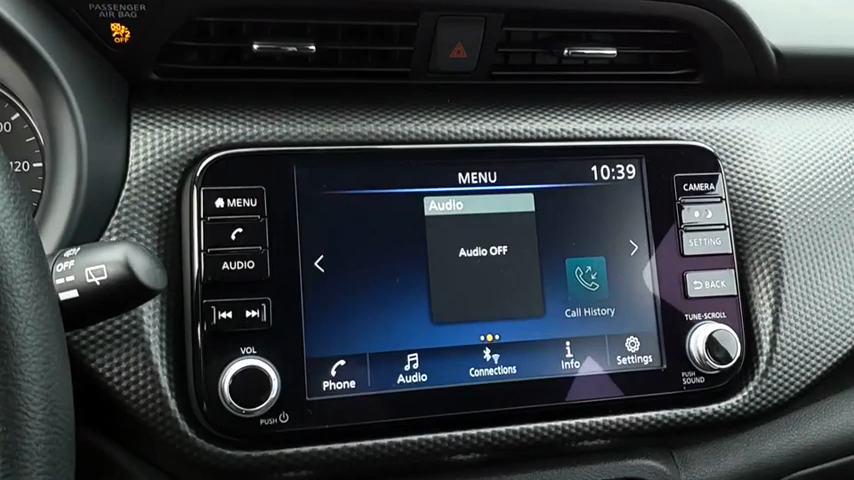 PASSENGER
AIR BAG
OFF
120
OFF
MENU
AUDIO
VOL
PUSH
MENU
10:39
Audio
Audio OFF
Call History
Phone
Audio
Connections
Info
Settings
CAMERA
SETTING
BACK
TUNE·SCROLL
PUSH
SOUND